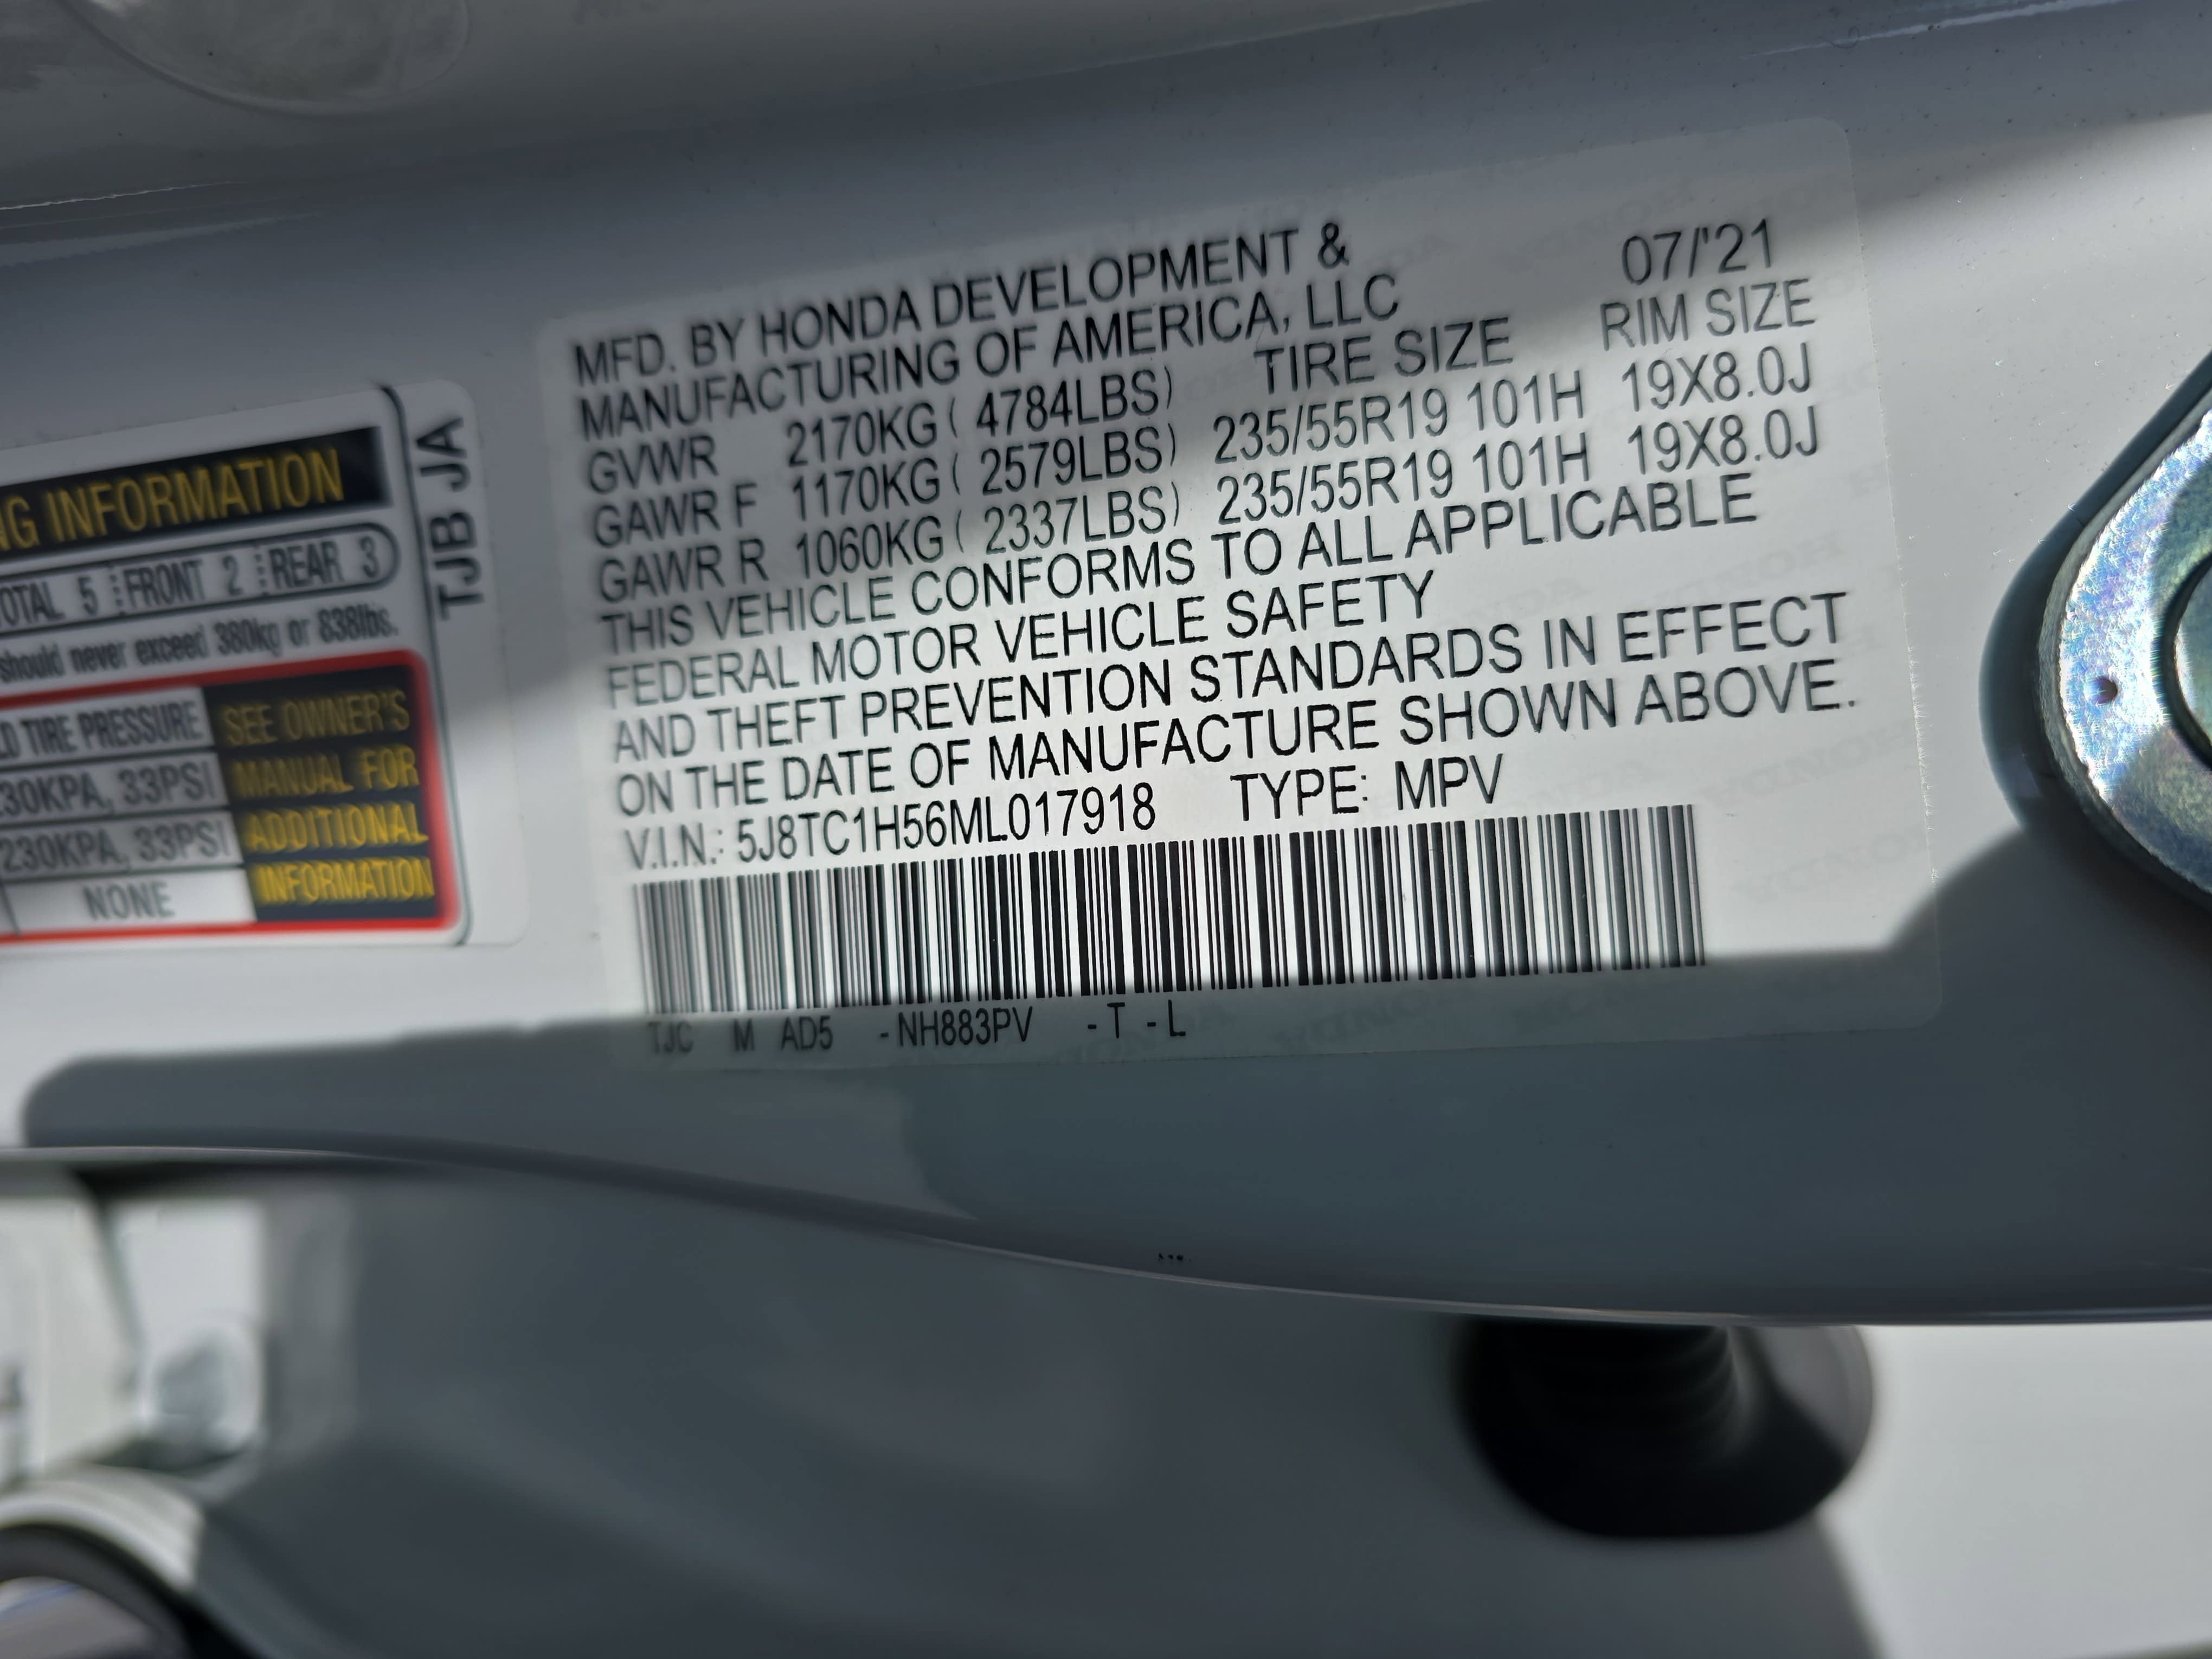 MFD. BY HONDA DEVELOPMENT & 07/'21
MANUFACTURING OF AMERICA, LLC
TIRE SIZE RIM SIZE
GVWR 2170KG ( 4784LBS)
GAWR F 1170KG ( 2579LBS) 235/55R19 101H 19X8.0J
GAWR R 1060KG ( 2337LBS) 235/55R19 101H 19X8.0J
THIS VEHICLE CONFORMS TO ALL APPLICABLE
FEDERAL MOTOR VEHICLE SAFETY
AND THEFT PREVENTION STANDARDS IN EFFECT
ON THE DATE OF MANUFACTURE SHOWN ABOVE.
V.I.N.: 5J8TC1H56ML017918 TYPE: MPV
TJC M AD5 -NH883PV -T -L
NG INFORMATION
OTAL 5 FRONT 2 REAR 3
should never exceed 380kg or 838lbs.
LD TIRE PRESSURE
230KPA, 33PSI
230KPA, 33PSI
NONE
SEE OWNER'S
MANUAL FOR
ADDITIONAL
INFORMATION
TJB JA